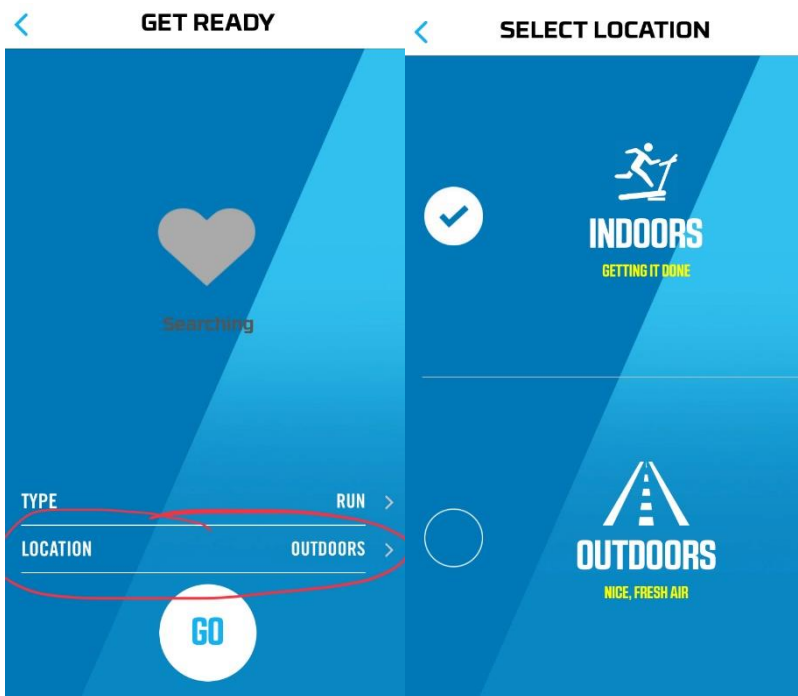 GET READY
Searching
TYPE RUN
LOCATION OUTDOORS
GO
SELECT LOCATION
INDOORS
GETTING IT DONE
OUTDOORS
NICE, FRESH AIR